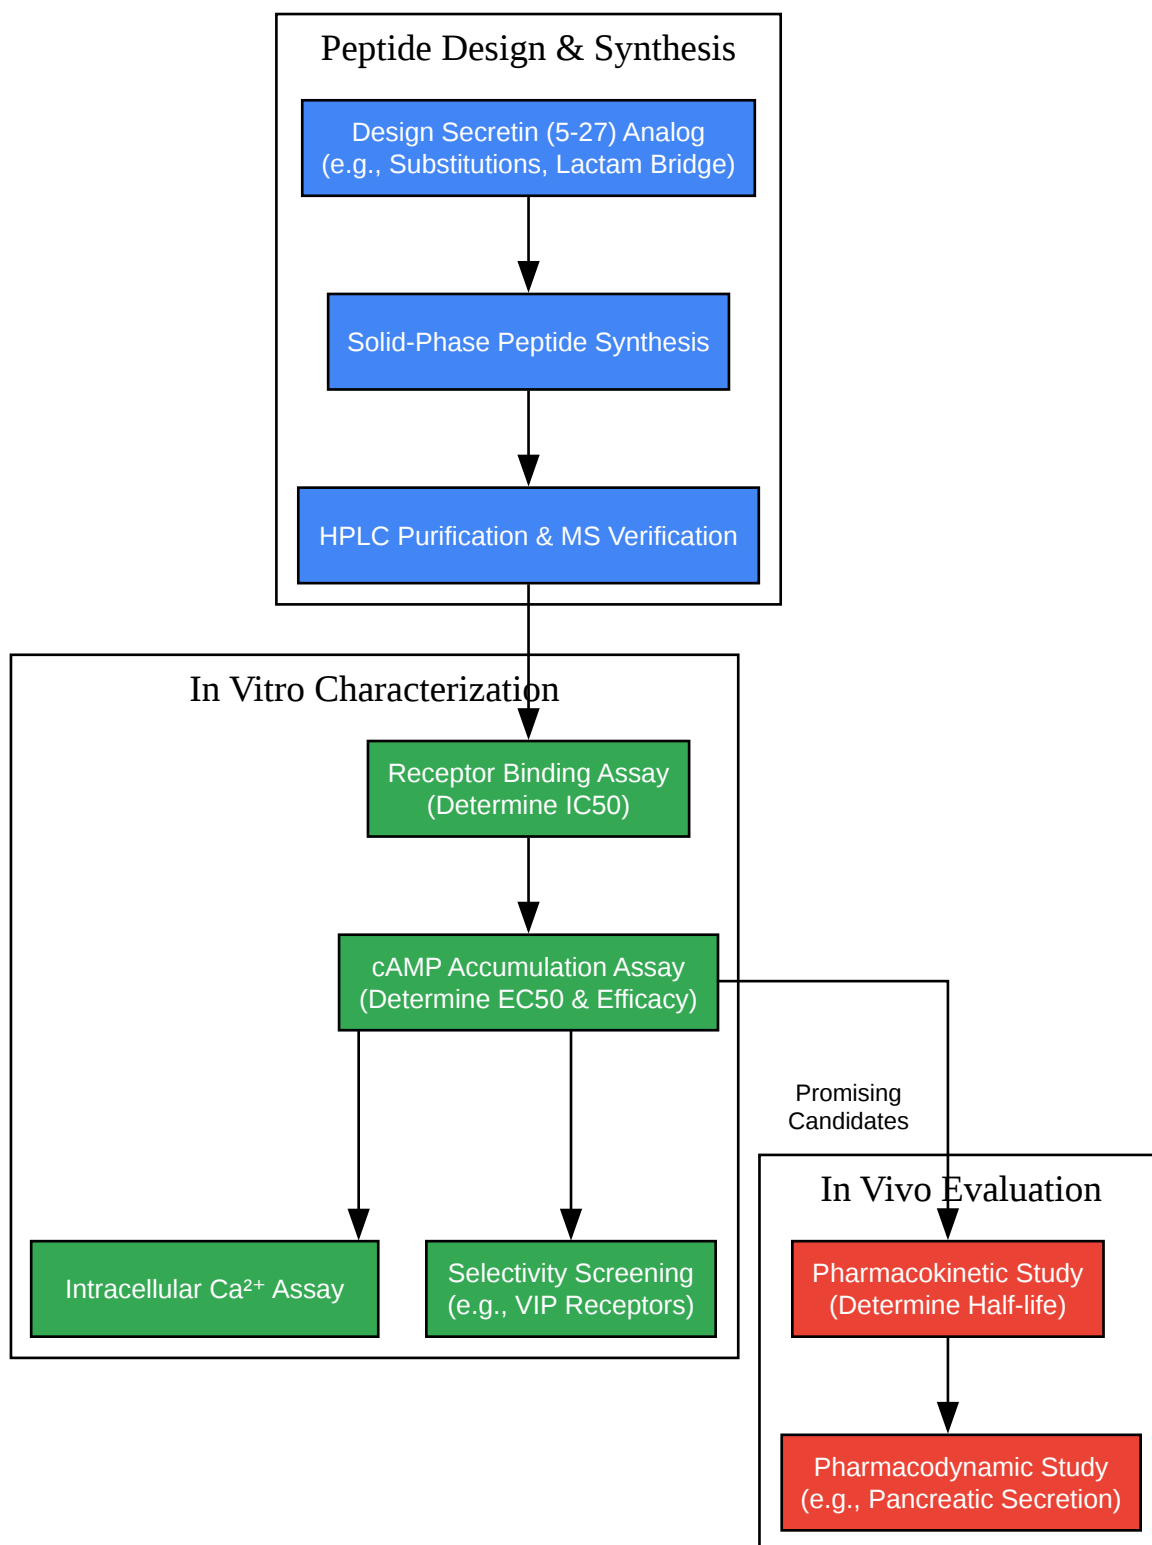 Peptide Design & Synthesis
Design Secretin (5-27) Analog
(e.g., Substitutions, Lactam Bridge)
Solid-Phase Peptide Synthesis
HPLC Purification & MS Verification
In Vitro Characterization
Receptor Binding Assay
(Determine IC50)
cAMP Accumulation Assay
(Determine EC50 & Efficacy)
Promising
Candidates
Intracellular Ca²⁺ Assay
Selectivity Screening
(e.g., VIP Receptors)
In Vivo Evaluation
Pharmacokinetic Study
(Determine Half-life)
Pharmacodynamic Study
(e.g., Pancreatic Secretion)